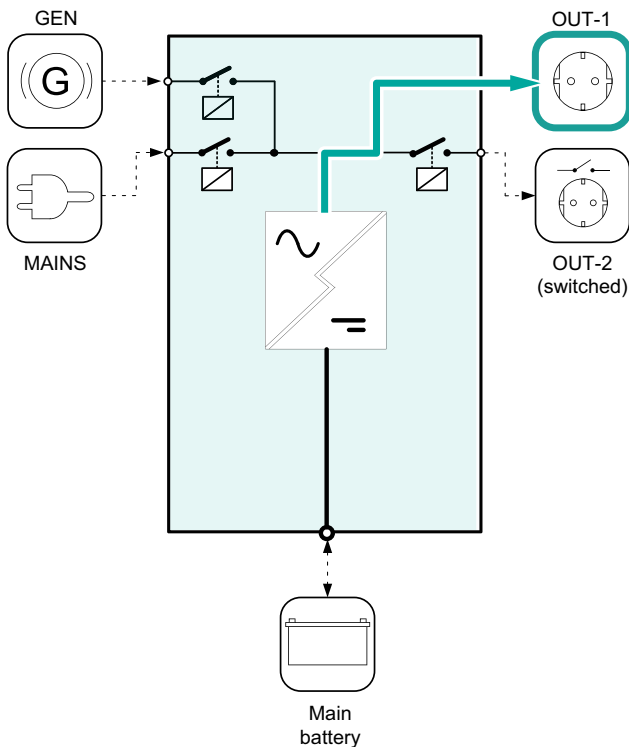 GEN
OUT-1
G
MAINS
OUT-2
(switched)
Main
battery